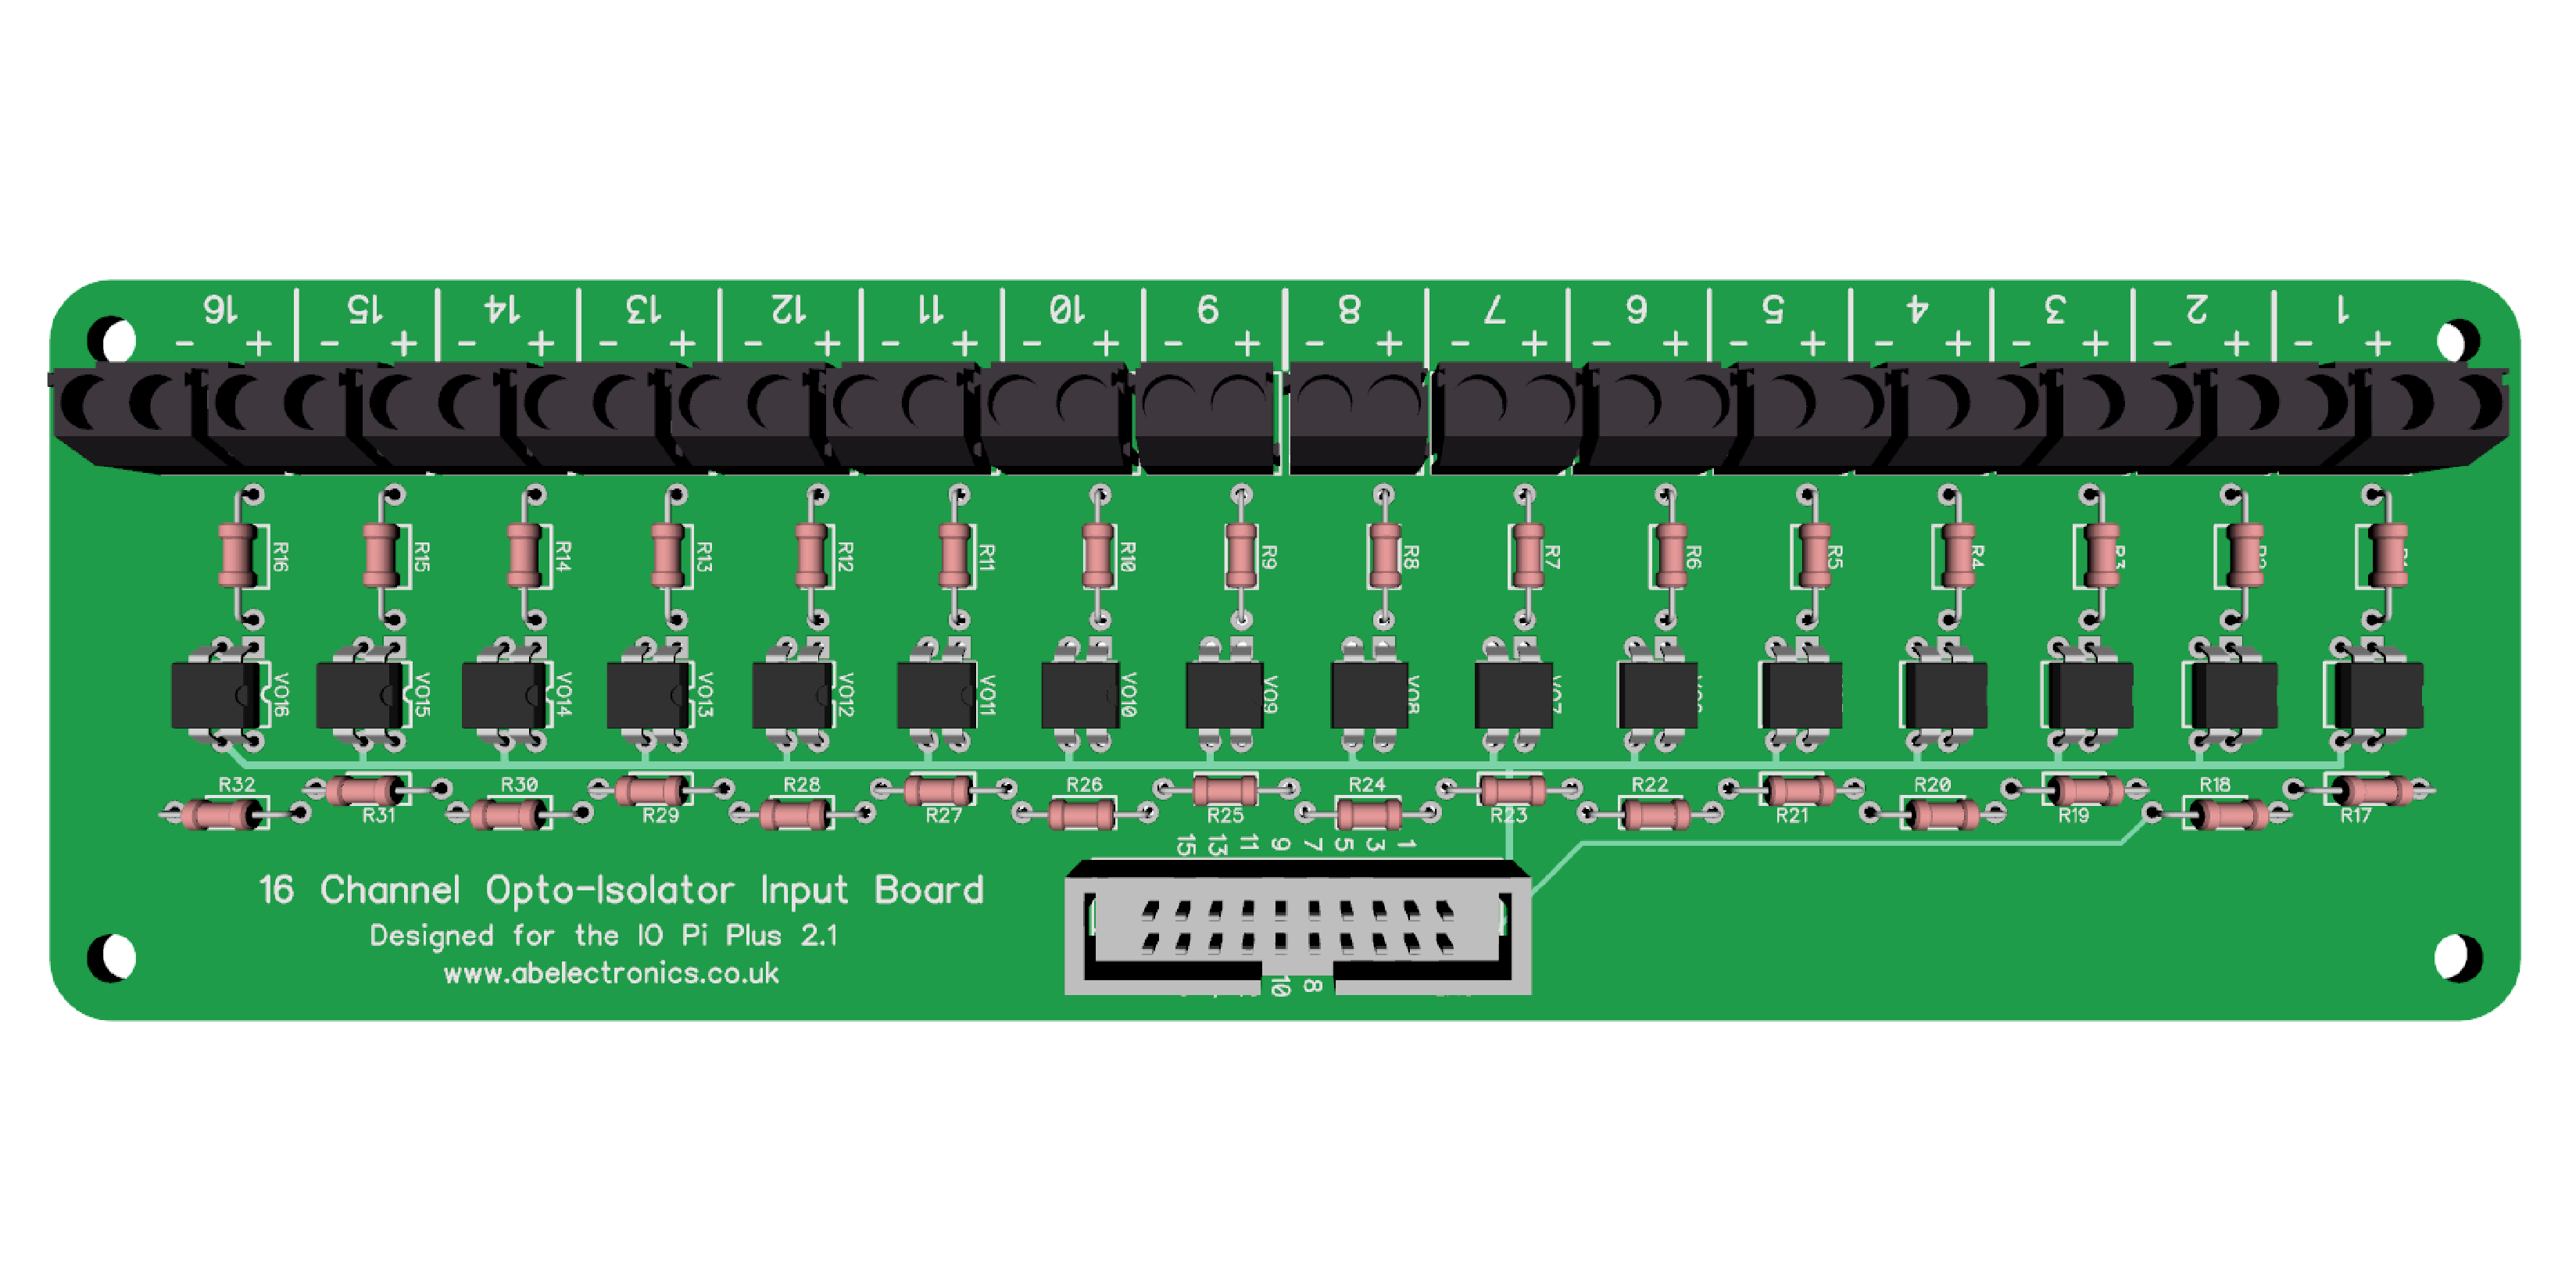 16 15 14 13 12 11 10 9 8 7 6 5 4 3 2 1
- + - + - + - + - + - + - + - + - + - + - + - + - + - + - + - +
R16 R15 R14 R13 R12 R11 R10 R9 R8 R7 R6 R5 R4 R3
VO16 VO15 VO14 VO13 VO12 VO11 VO10 VO9 VO8
R32 R30 R28 R26 R24 R22 R20 R18
R31 R29 R27 R25 R23 R21 R19 R17
15 13 11 9 7 5 3 1
16 Channel Opto-Isolator Input Board
Designed for the IO Pi Plus 2.1
www.abelectronics.co.uk
10 8